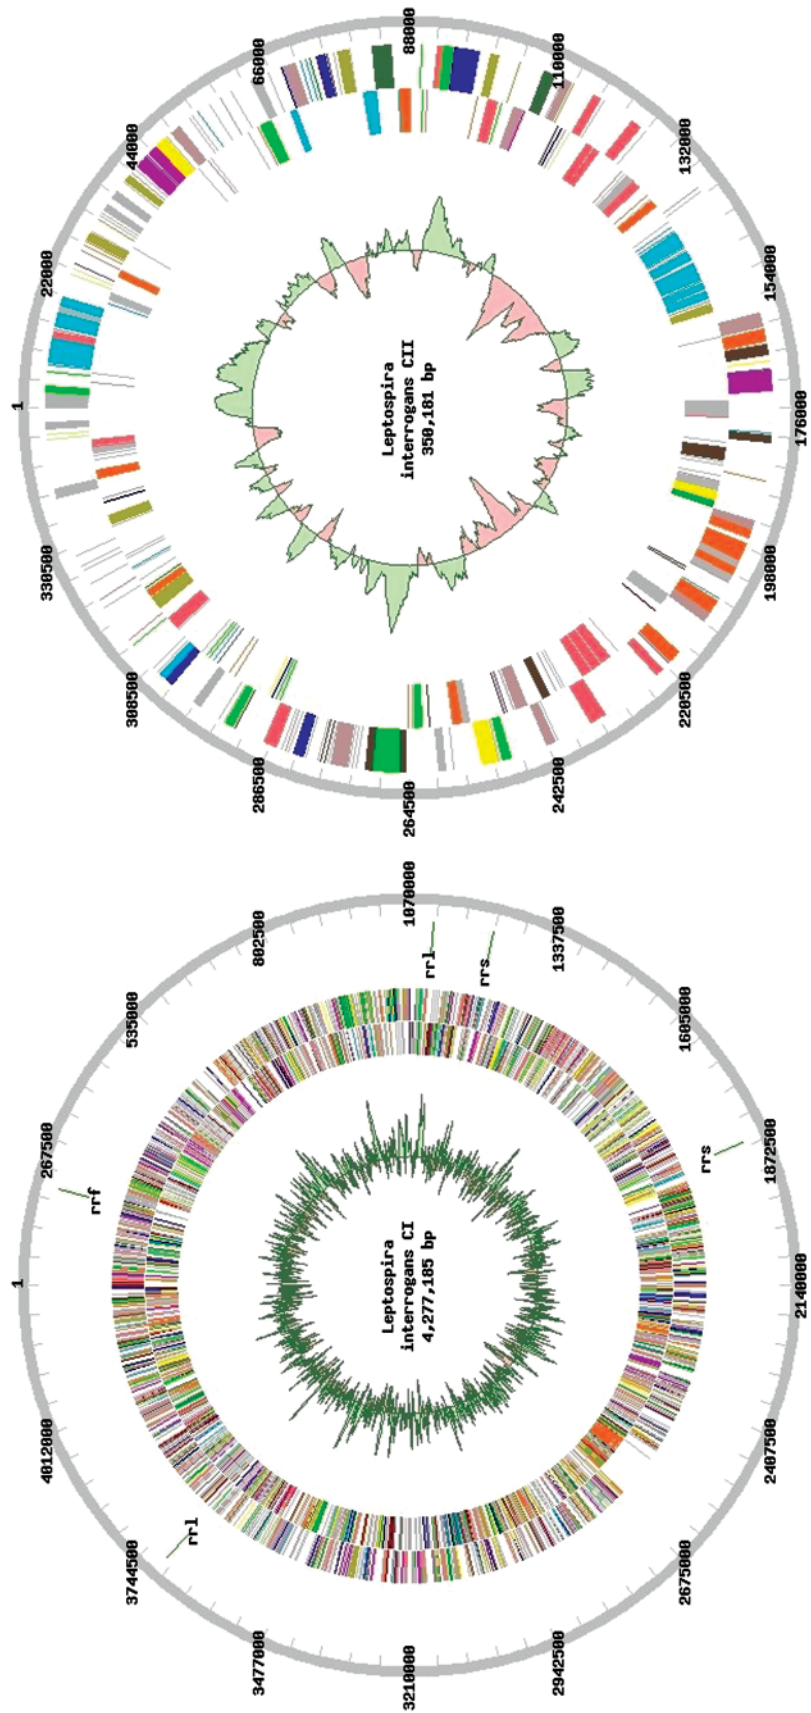 1
22000
44000
66000
88000
110000
132000
154000
176000
198000
220500
242500
264500
286500
308500
330500
Leptospira
interrogans CII
350,181 bp
1
267500
535000
802500
1070000
1337500
1605000
1872500
2140000
2407500
2675000
2942500
3210000
3477000
3744500
4012000
rrf
rrl
rrs
rrs
rrl
Leptospira
interrogans CI
4,277,185 bp